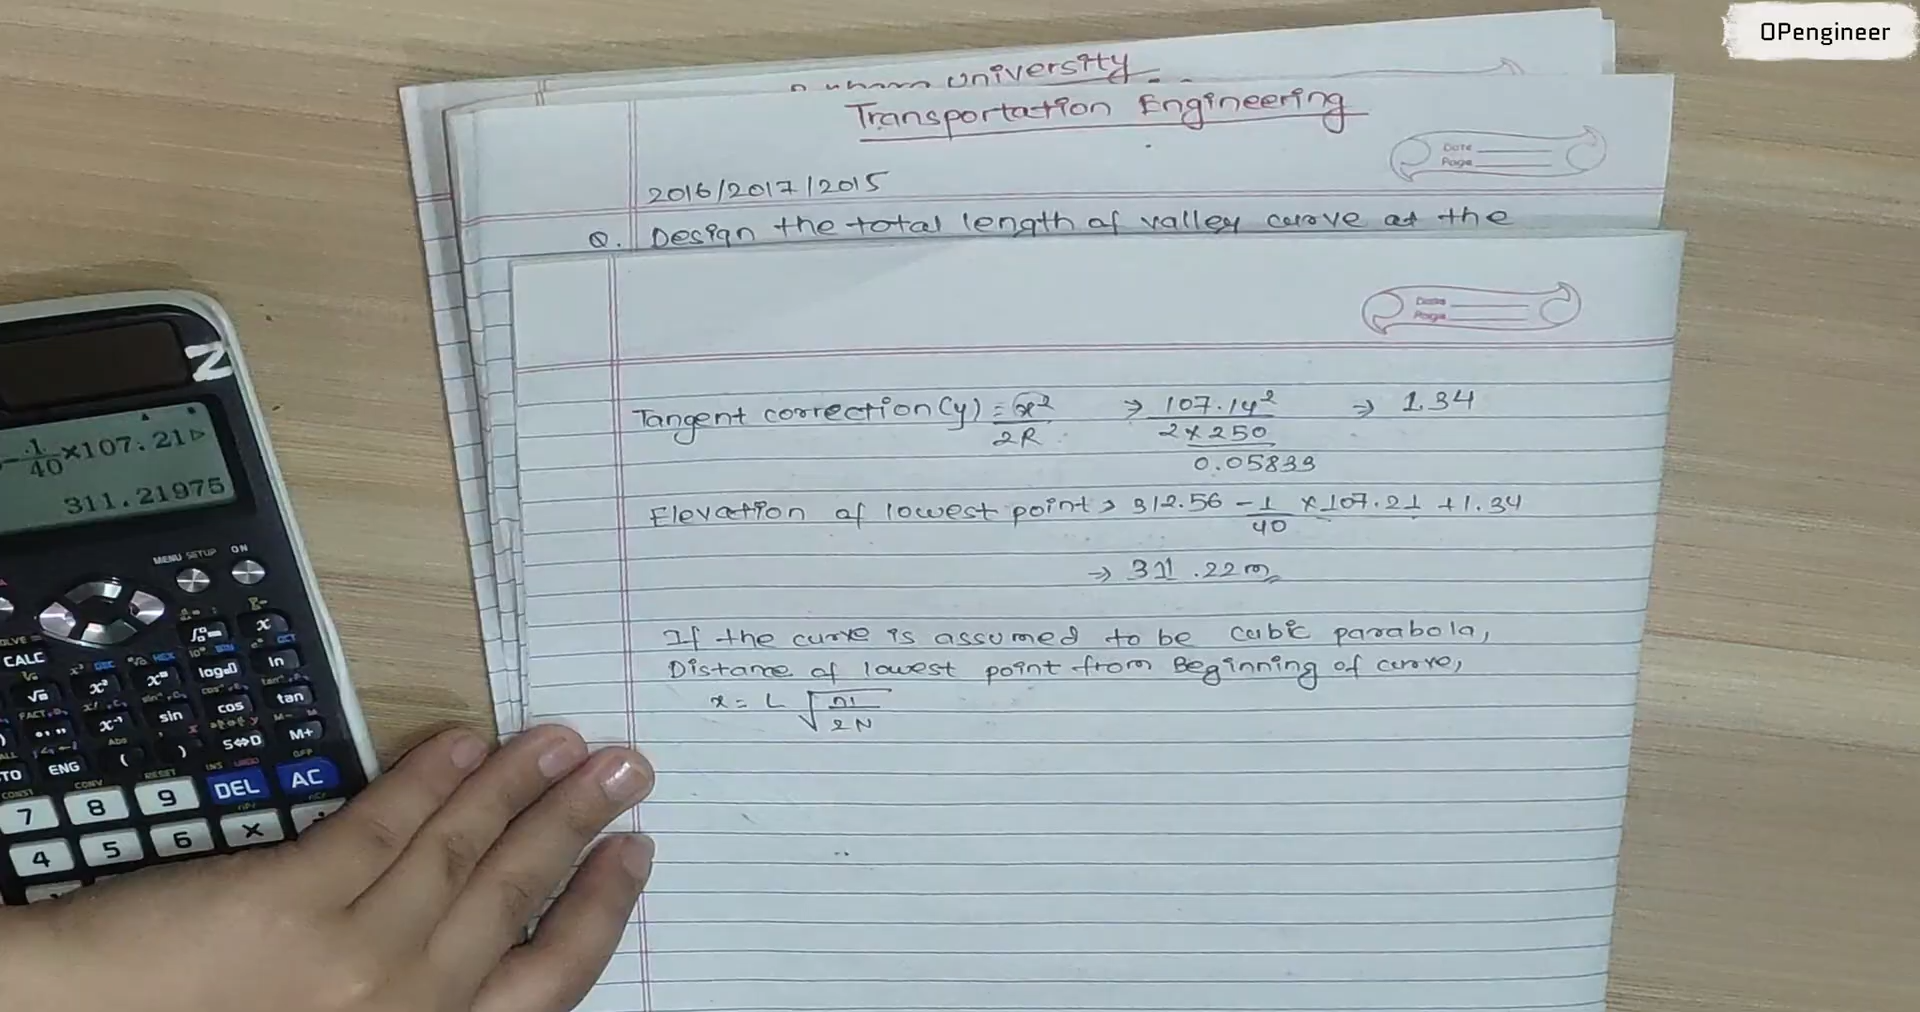 OPengineer
University
Transportation Engineering
Date
Page
2016/2017/2015
Q. Design the total length of valley curve at the
Date
Page
Tangent correction (y) = x² / 2R → 107.14² / 2×250 / 0.05833 → 1.34
Elevation of lowest point → 312.56 - 1/40 × 107.21 + 1.34
→ 311.22m
If the curve is assumed to be cubic parabola,
Distance of lowest point from Beginning of curve,
x = L √ n1 / 2N
N
-1/40×107.21
311.21975
MENU SETUP ON
CALC
x
log
ln
sin cos tan
ENG ( ) S⇔D M+
7 8 9 DEL AC
4 5 6 ×